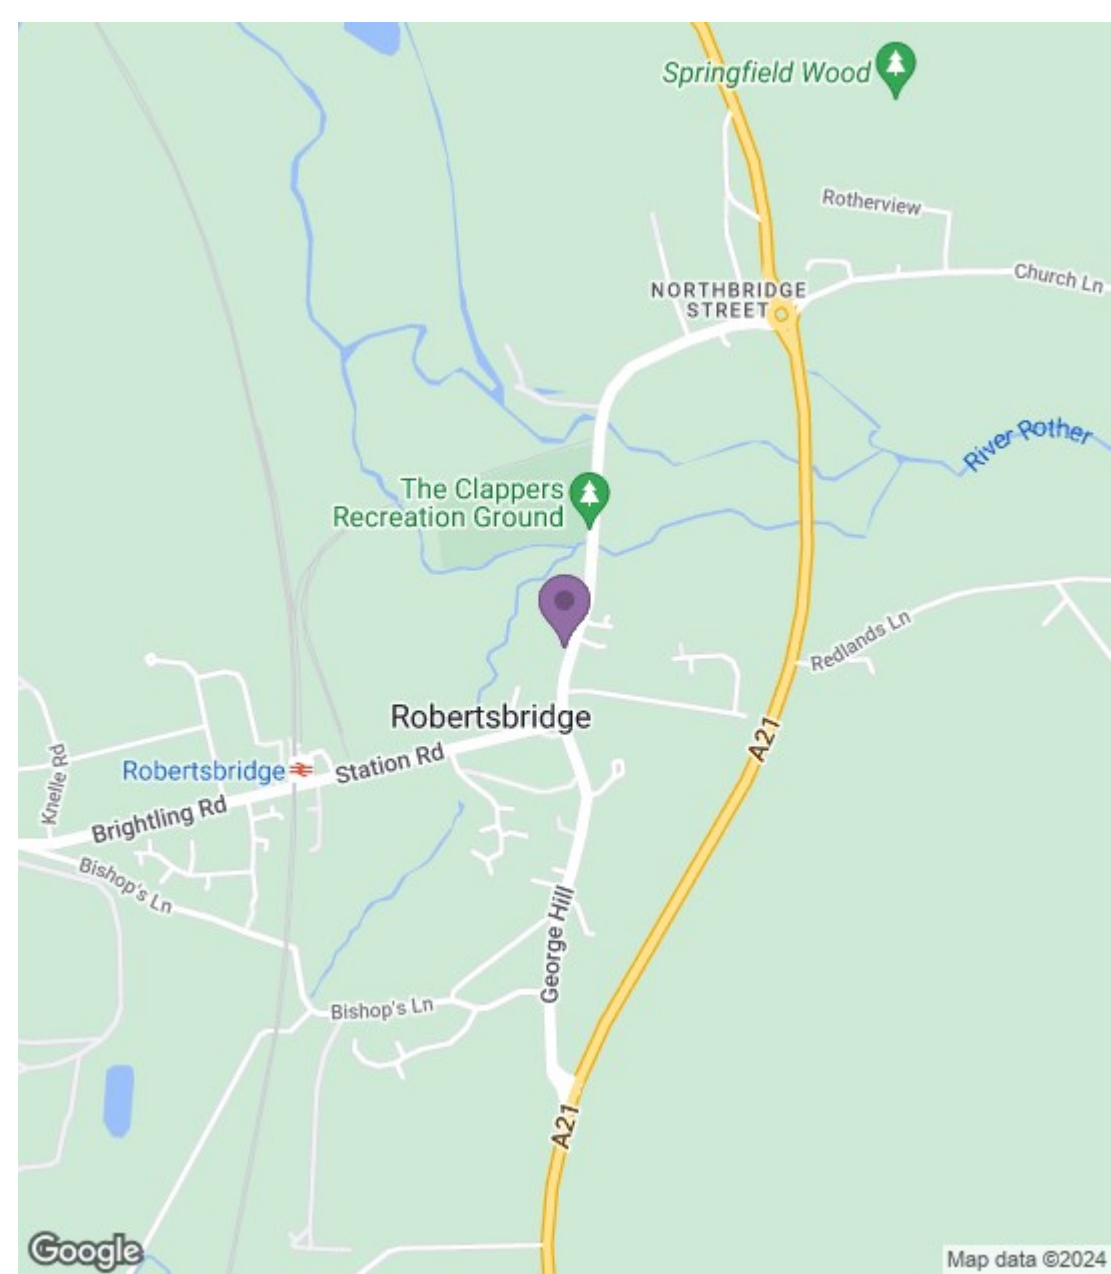 Springfield Wood
Rotherview
Church Ln
NORTHBRIDGE
STREET
River Rother
The Clappers
Recreation Ground
Redlands Ln
Robertsbridge
A21
Station Rd
Robertsbridge
Knelle Rd
Brightling Rd
Bishop's Ln
George Hill
Bishop's Ln
A21
Google
Map data ©2024